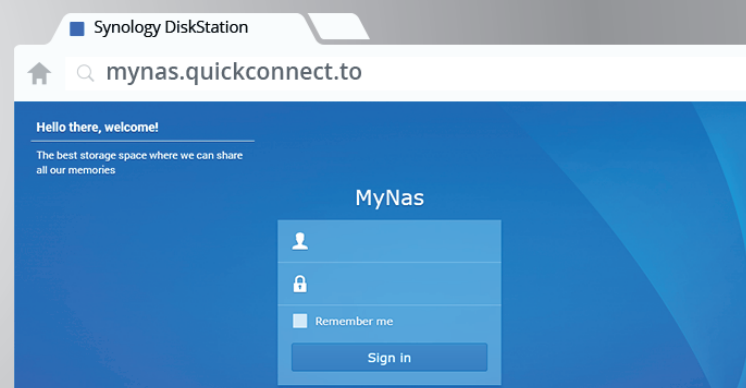 Synology DiskStation
mynas.quickconnect.to
Hello there, welcome!
The best storage space where we can share
all our memories
MyNas
Remember me
Sign in